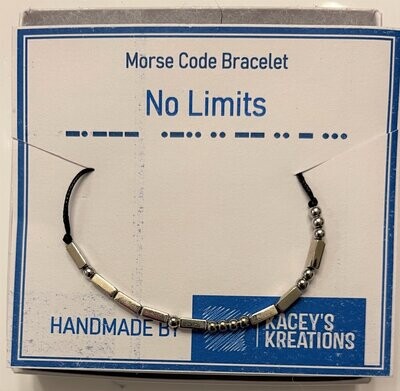 Morse Code Bracelet
No Limits
▬• ▬▬▬ •▬•• •• ▬▬ •• ▬ •••
HANDMADE BY
KACEY'S
KREATIONS